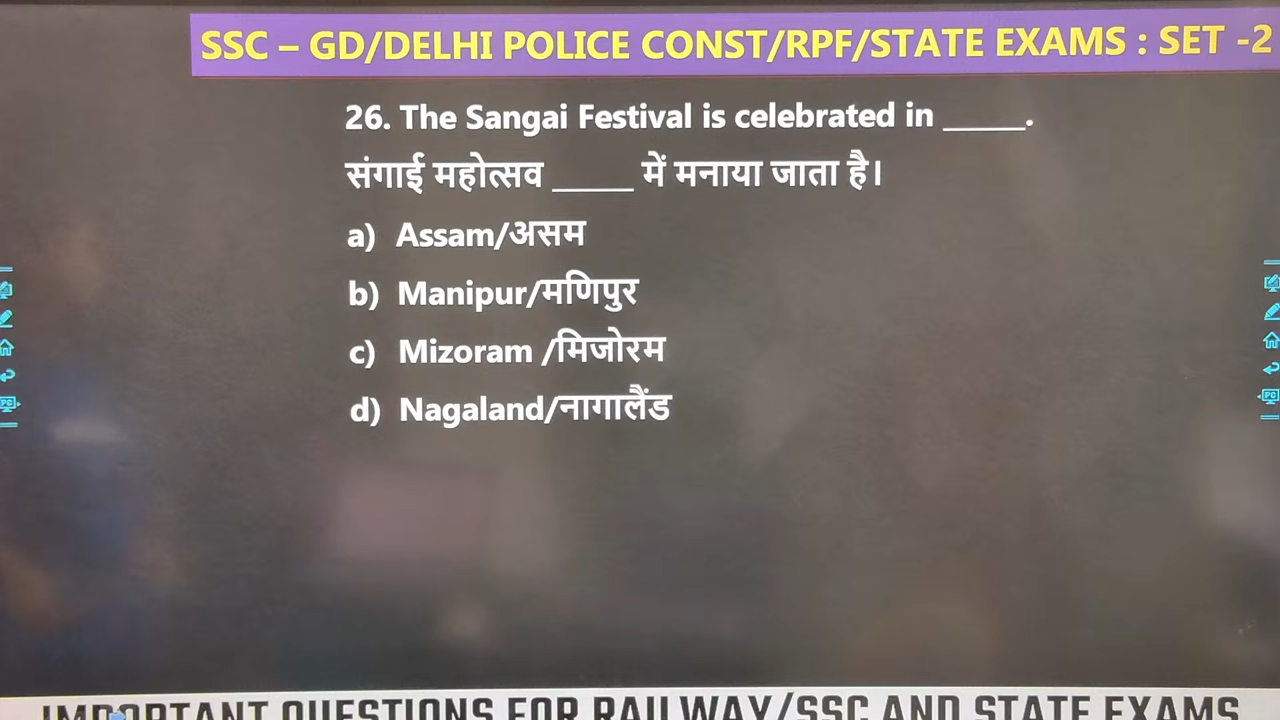 SSC – GD/DELHI POLICE CONST/RPF/STATE EXAMS : SET -2
26. The Sangai Festival is celebrated in _____.
संगाई महोत्सव _____ में मनाया जाता है।
a) Assam/असम
b) Manipur/मणिपुर
c) Mizoram /मिजोरम
d) Nagaland/नागालैंड
IMPORTANT QUESTIONS FOR RAILWAY/SSC AND STATE EXAMS